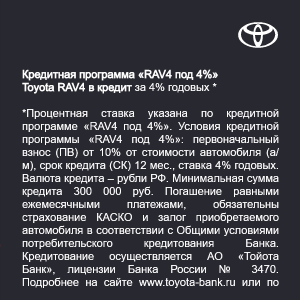 Кредитная программа «RAV4 под 4%»
Toyota RAV4 в кредит за 4% годовых *
*Процентная ставка указана по кредитной
программе «RAV4 под 4%». Условия кредитной
программы «RAV4 под 4%»: первоначальный
взнос (ПВ) от 10% от стоимости автомобиля (а/
м), срок кредита (СК) 12 мес., ставка 4% годовых.
Валюта кредита – рубли РФ. Минимальная сумма
кредита 300 000 руб. Погашение равными
ежемесячными платежами, обязательны
страхование КАСКО и залог приобретаемого
автомобиля в соответствии с Общими условиями
потребительского кредитования Банка.
Кредитование осуществляется АО «Тойота
Банк», лицензии Банка России № 3470.
Подробнее на сайте www.toyota-bank.ru или по